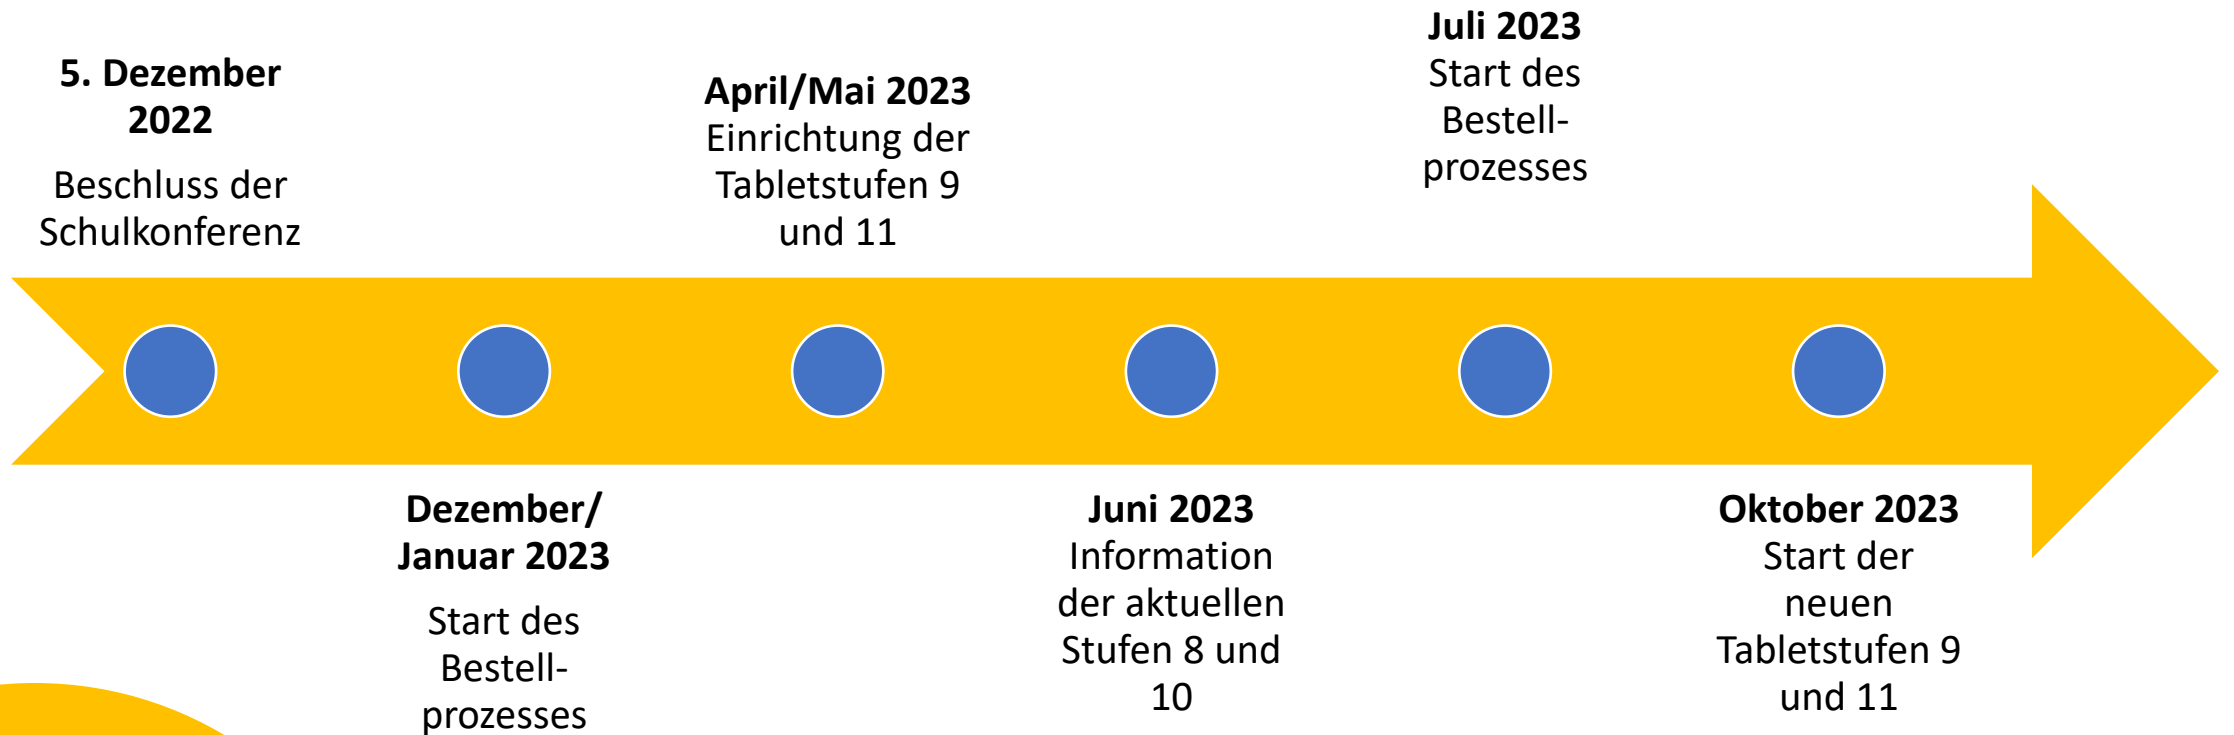 5. Dezember
2022
Beschluss der
Schulkonferenz
Dezember/
Januar 2023
Start des
Bestell-
prozesses
April/Mai 2023
Einrichtung der
Tabletstufen 9
und 11
Juni 2023
Information
der aktuellen
Stufen 8 und
10
Juli 2023
Start des
Bestell-
prozesses
Oktober 2023
Start der
neuen
Tabletstufen 9
und 11